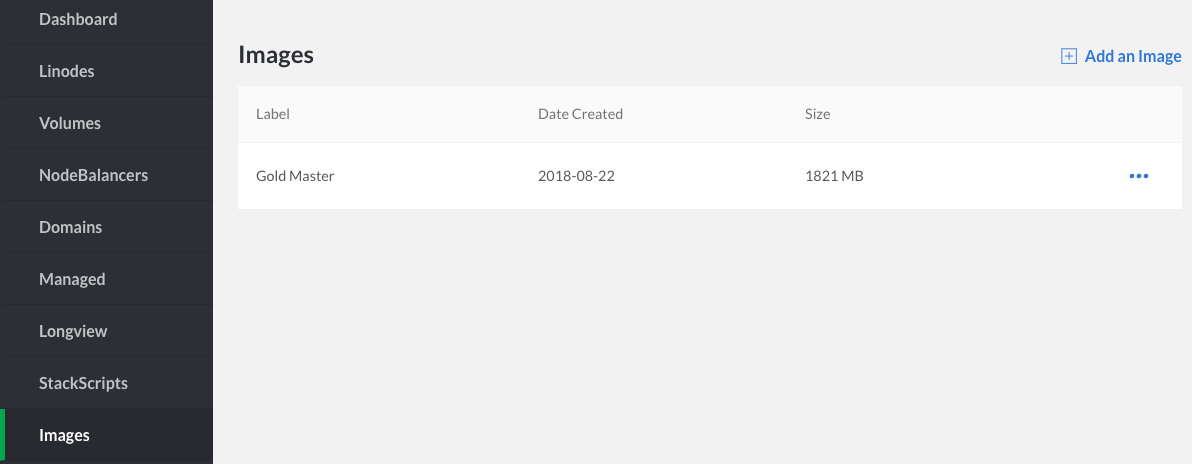 Dashboard
Linodes
Volumes
NodeBalancers
Domains
Managed
Longview
StackScripts
Images
Images
Add an Image
Label Date Created Size
Gold Master 2018-08-22 1821 MB